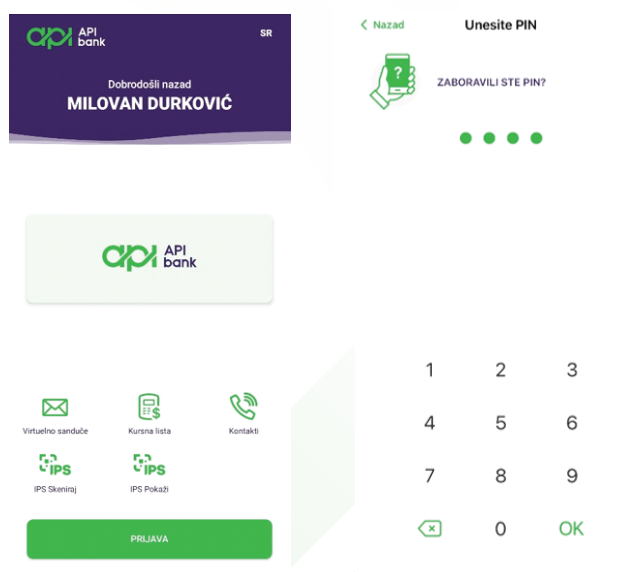 api API
bank
SR
Dobrodošli nazad
MILOVAN DURKOVIĆ
api API
bank
Virtuelno sanduče
Kursna lista
Kontakti
IPS
IPS
IPS Skeniraj
IPS Pokaži
PRIJAVA
Nazad
Unesite PIN
?
ZABORAVILI STE PIN?
1 2 3
4 5 6
7 8 9
0 OK